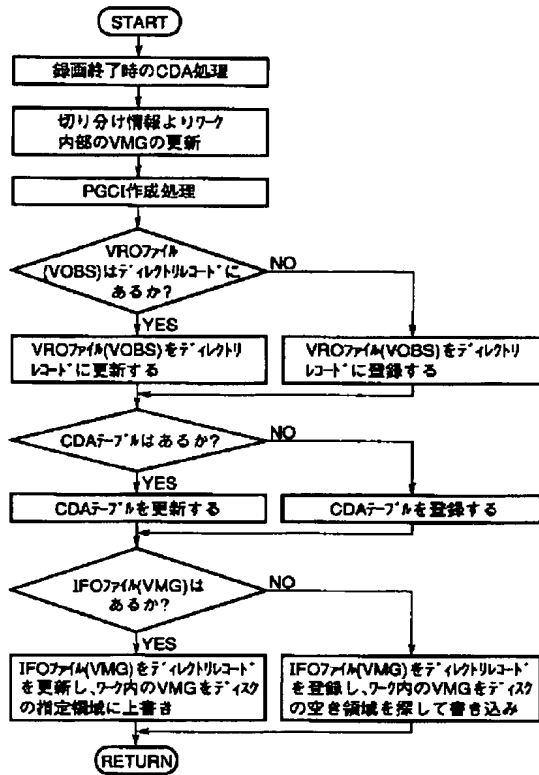 START
録画終了時のCDA処理
切り分け情報よりワーク
内部のVMGの更新
PGCI作成処理
VROファイル
(VOBS)はディレクトリレコードに
あるか?
NO
YES
VROファイル(VOBS)をディレクトリ
レコードに更新する
VROファイル(VOBS)をディレクトリ
レコードに登録する
CDAテーブルはあるか?
NO
YES
CDAテーブルを更新する
CDAテーブルを登録する
IFOファイル(VMG)は
あるか?
NO
YES
IFOファイル(VMG)をディレクトリレコード
を更新し、ワーク内のVMGをディスク
の指定領域に上書き
IFOファイル(VMG)をディレクトリレコード
を登録し、ワーク内のVMGをディスク
の空き領域を探して書き込み
RETURN